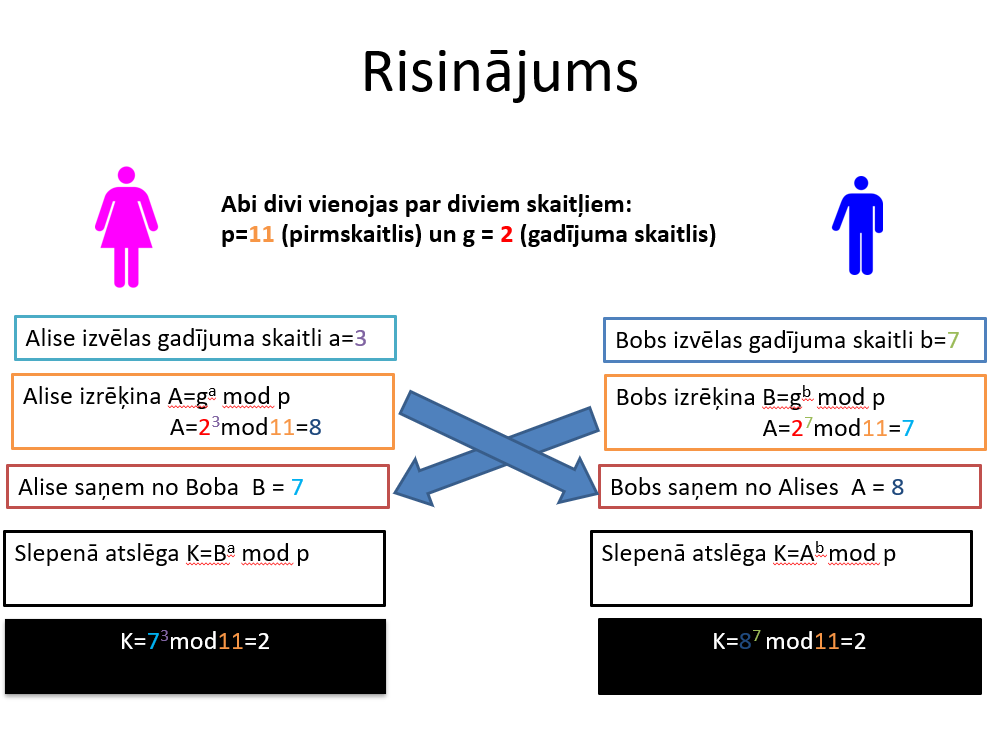 Risinājums
Abi divi vienojas par diviem skaitļiem:
p=11 (pirmskaitlis) un g = 2 (gadījuma skaitlis)
Alise izvēlas gadījuma skaitli a=3
Alise izrēķina A=gᵃ mod p
A=2³mod11=8
Alise saņem no Boba B = 7
Slepenā atslēga K=Bᵃ mod p
K=7³mod11=2
Bobs izvēlas gadījuma skaitli b=7
Bobs izrēķina B=gᵇ mod p
A=2⁷mod11=7
Bobs saņem no Alises A = 8
Slepenā atslēga K=Aᵇ mod p
K=8⁷ mod11=2